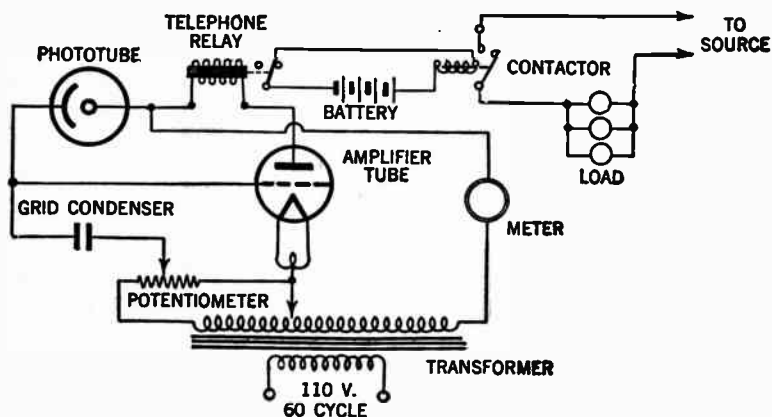 TELEPHONE
RELAY
PHOTOTUBE
TO
SOURCE
CONTACTOR
BATTERY
AMPLIFIER
TUBE
LOAD
GRID CONDENSER
METER
POTENTIOMETER
TRANSFORMER
110 V.
60 CYCLE